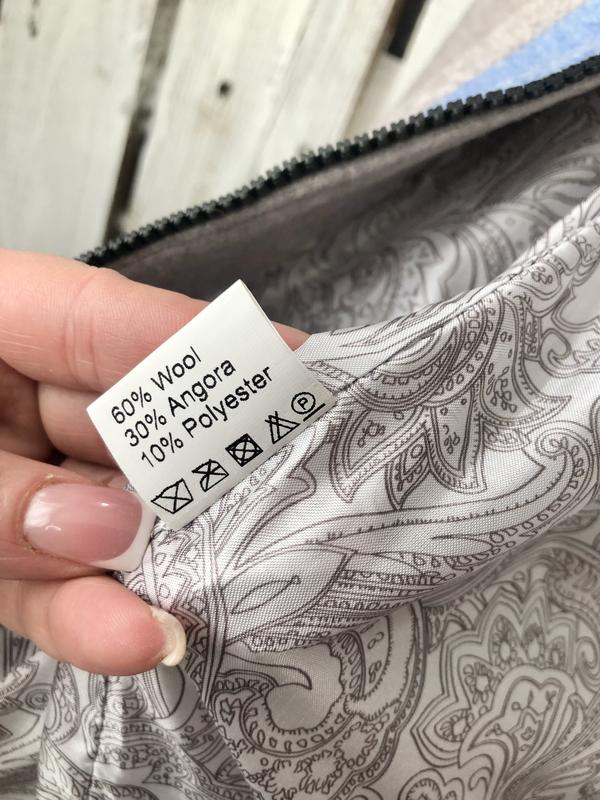 60% Wool
30% Angora
10% Polyester
P